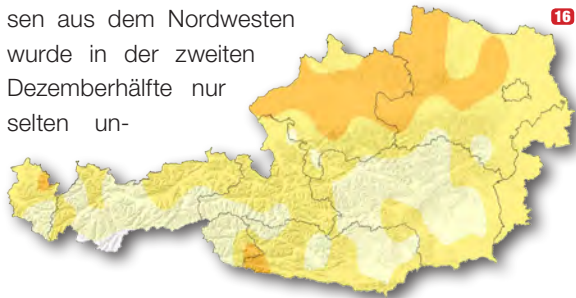 sen aus dem Nordwesten
wurde in der zweiten
Dezemberhälfte nur
selten un-
16